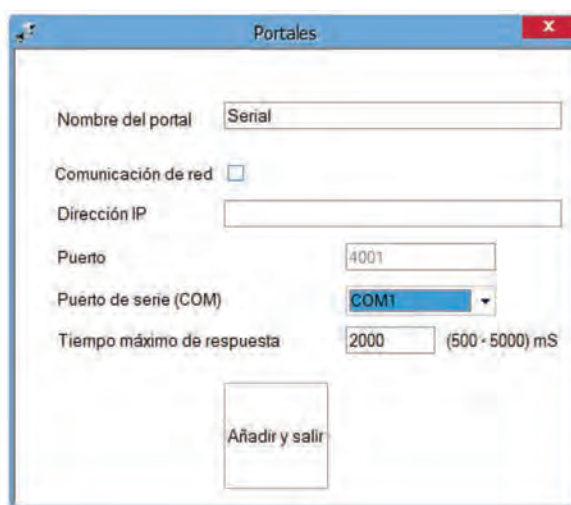 Portales
x
Nombre del portal Serial
Comunicación de red
Dirección IP
Puerto 4001
Puerto de serie (COM) COM1
Tiempo máximo de respuesta 2000 (500 - 5000) mS
Añadir y salir